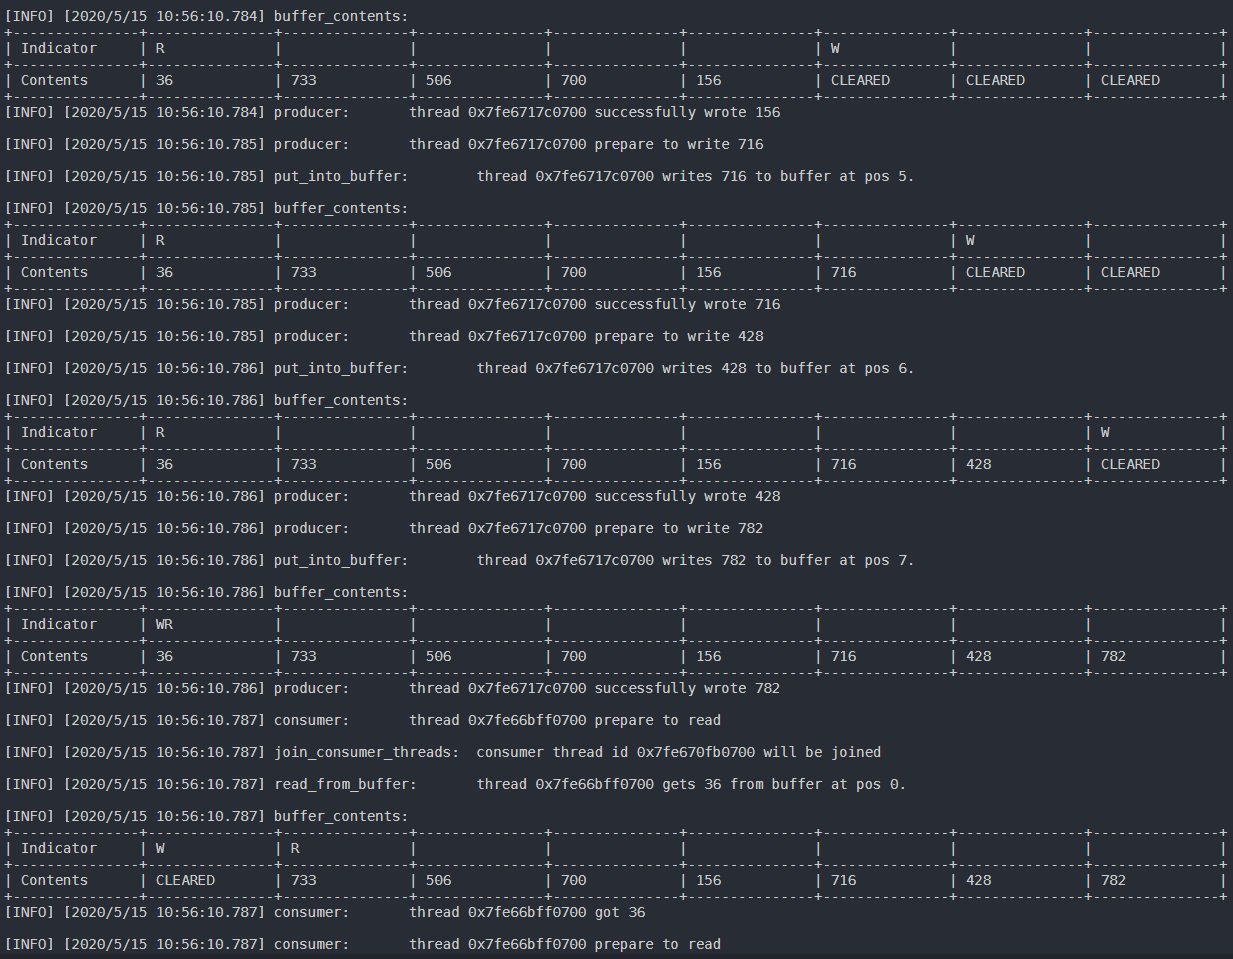 [INFO] [2020/5/15 10:56:10.784] buffer_contents:
+---------------+---------------+---------------+---------------+---------------+---------------+---------------+---------------+---------------+
| Indicator     | R             |               |               |               |               | W             |               |               |
+---------------+---------------+---------------+---------------+---------------+---------------+---------------+---------------+---------------+
| Contents      | 36            | 733           | 506           | 700           | 156           | CLEARED       | CLEARED       | CLEARED       |
+---------------+---------------+---------------+---------------+---------------+---------------+---------------+---------------+---------------+
[INFO] [2020/5/15 10:56:10.784] producer:       thread 0x7fe6717c0700 successfully wrote 156
[INFO] [2020/5/15 10:56:10.785] producer:       thread 0x7fe6717c0700 prepare to write 716
[INFO] [2020/5/15 10:56:10.785] put_into_buffer:        thread 0x7fe6717c0700 writes 716 to buffer at pos 5.
[INFO] [2020/5/15 10:56:10.785] buffer_contents:
+---------------+---------------+---------------+---------------+---------------+---------------+---------------+---------------+---------------+
| Indicator     | R             |               |               |               |               |               | W             |               |
+---------------+---------------+---------------+---------------+---------------+---------------+---------------+---------------+---------------+
| Contents      | 36            | 733           | 506           | 700           | 156           | 716           | CLEARED       | CLEARED       |
+---------------+---------------+---------------+---------------+---------------+---------------+---------------+---------------+---------------+
[INFO] [2020/5/15 10:56:10.785] producer:       thread 0x7fe6717c0700 successfully wrote 716
[INFO] [2020/5/15 10:56:10.785] producer:       thread 0x7fe6717c0700 prepare to write 428
[INFO] [2020/5/15 10:56:10.786] put_into_buffer:        thread 0x7fe6717c0700 writes 428 to buffer at pos 6.
[INFO] [2020/5/15 10:56:10.786] buffer_contents:
+---------------+---------------+---------------+---------------+---------------+---------------+---------------+---------------+---------------+
| Indicator     | R             |               |               |               |               |               |               | W             |
+---------------+---------------+---------------+---------------+---------------+---------------+---------------+---------------+---------------+
| Contents      | 36            | 733           | 506           | 700           | 156           | 716           | 428           | CLEARED       |
+---------------+---------------+---------------+---------------+---------------+---------------+---------------+---------------+---------------+
[INFO] [2020/5/15 10:56:10.786] producer:       thread 0x7fe6717c0700 successfully wrote 428
[INFO] [2020/5/15 10:56:10.786] producer:       thread 0x7fe6717c0700 prepare to write 782
[INFO] [2020/5/15 10:56:10.786] put_into_buffer:        thread 0x7fe6717c0700 writes 782 to buffer at pos 7.
[INFO] [2020/5/15 10:56:10.786] buffer_contents:
+---------------+---------------+---------------+---------------+---------------+---------------+---------------+---------------+---------------+
| Indicator     | WR            |               |               |               |               |               |               |               |
+---------------+---------------+---------------+---------------+---------------+---------------+---------------+---------------+---------------+
| Contents      | 36            | 733           | 506           | 700           | 156           | 716           | 428           | 782           |
+---------------+---------------+---------------+---------------+---------------+---------------+---------------+---------------+---------------+
[INFO] [2020/5/15 10:56:10.786] producer:       thread 0x7fe6717c0700 successfully wrote 782
[INFO] [2020/5/15 10:56:10.787] consumer:       thread 0x7fe66bff0700 prepare to read
[INFO] [2020/5/15 10:56:10.787] join_consumer_threads:  consumer thread id 0x7fe670fb0700 will be joined
[INFO] [2020/5/15 10:56:10.787] read_from_buffer:       thread 0x7fe66bff0700 gets 36 from buffer at pos 0.
[INFO] [2020/5/15 10:56:10.787] buffer_contents:
+---------------+---------------+---------------+---------------+---------------+---------------+---------------+---------------+---------------+
| Indicator     | W             | R             |               |               |               |               |               |               |
+---------------+---------------+---------------+---------------+---------------+---------------+---------------+---------------+---------------+
| Contents      | CLEARED       | 733           | 506           | 700           | 156           | 716           | 428           | 782           |
+---------------+---------------+---------------+---------------+---------------+---------------+---------------+---------------+---------------+
[INFO] [2020/5/15 10:56:10.787] consumer:       thread 0x7fe66bff0700 got 36
[INFO] [2020/5/15 10:56:10.787] consumer:       thread 0x7fe66bff0700 prepare to read